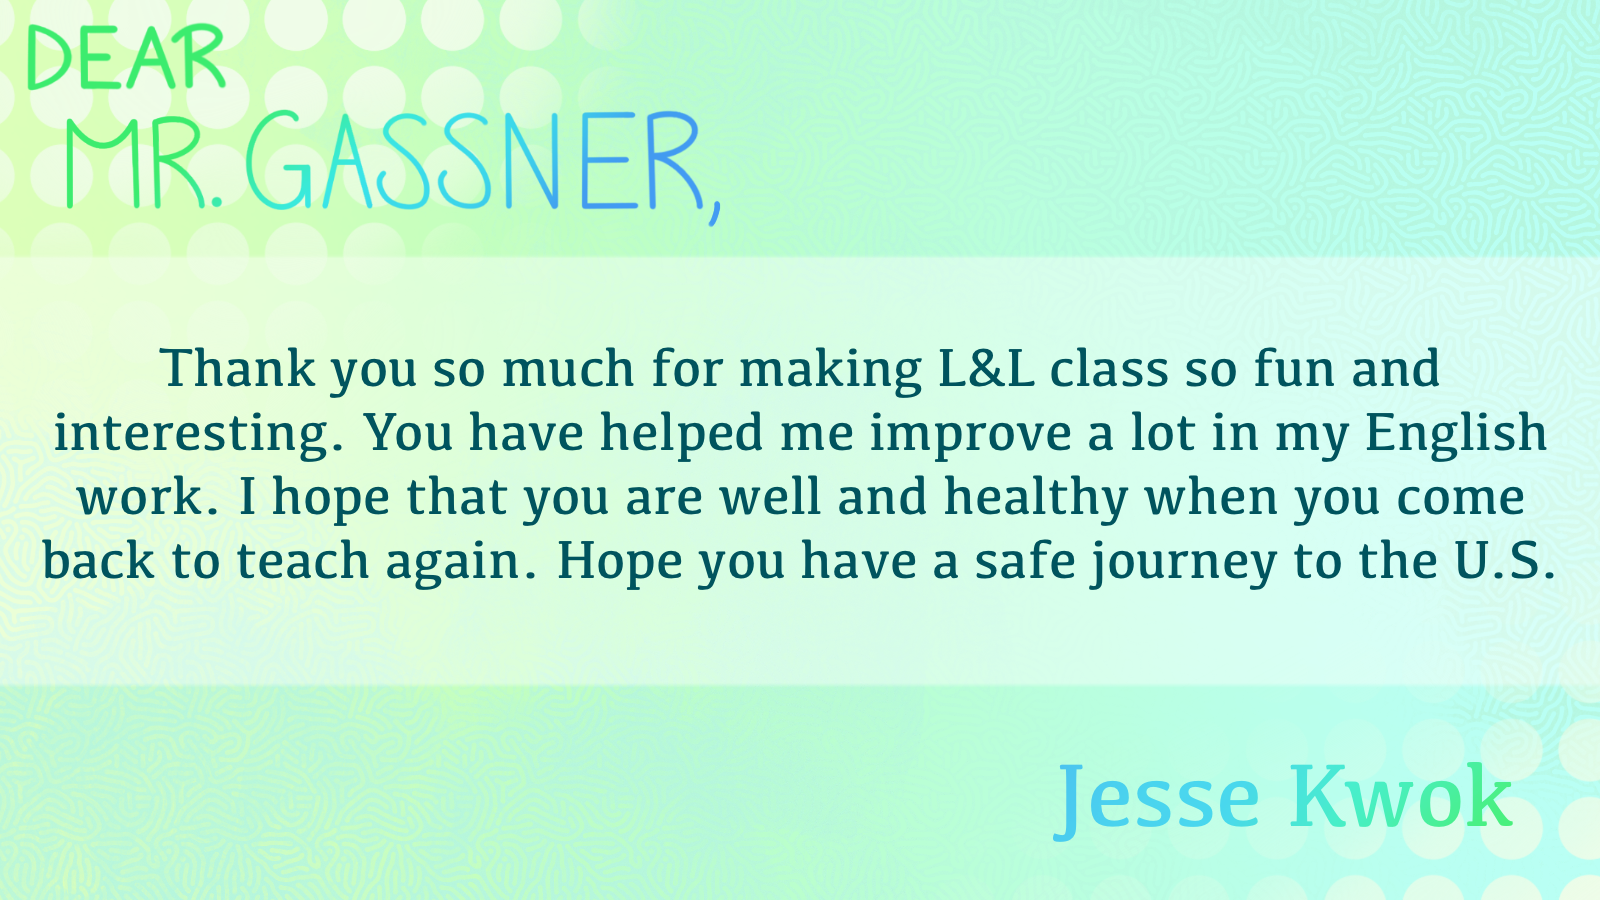 DEAR
MR. GASSNER,
Thank you so much for making L&L class so fun and
interesting. You have helped me improve a lot in my English
work. I hope that you are well and healthy when you come
back to teach again. Hope you have a safe journey to the U.S.
Jesse Kwok